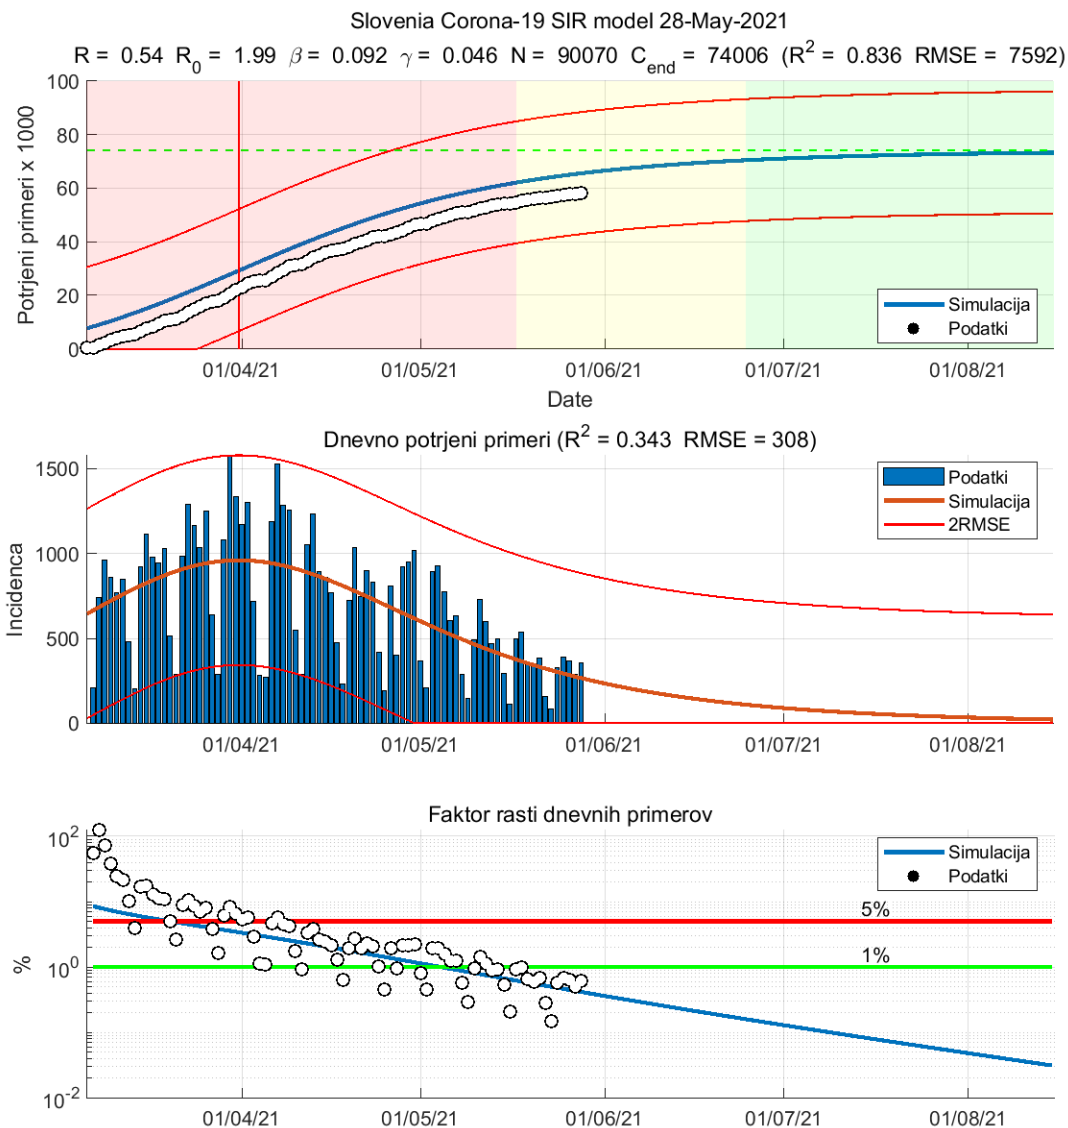 Slovenia Corona-19 SIR model 28-May-2021
R = 0.54 R0 = 1.99 β = 0.092 γ = 0.046 N = 90070 Cend = 74006 (R2 = 0.836 RMSE = 7592)
100
80
60
40
20
0
Potrjeni primeri x 1000
Simulacija
Podatki
01/04/21 01/05/21 01/06/21 01/07/21 01/08/21
Date
Dnevno potrjeni primeri (R2 = 0.343 RMSE = 308)
1500
1000
500
0
Incidenca
Podatki
Simulacija
2RMSE
01/04/21 01/05/21 01/06/21 01/07/21 01/08/21
Faktor rasti dnevnih primerov
10^2
10^0
10^-2
%
Simulacija
Podatki
5%
1%
01/04/21 01/05/21 01/06/21 01/07/21 01/08/21